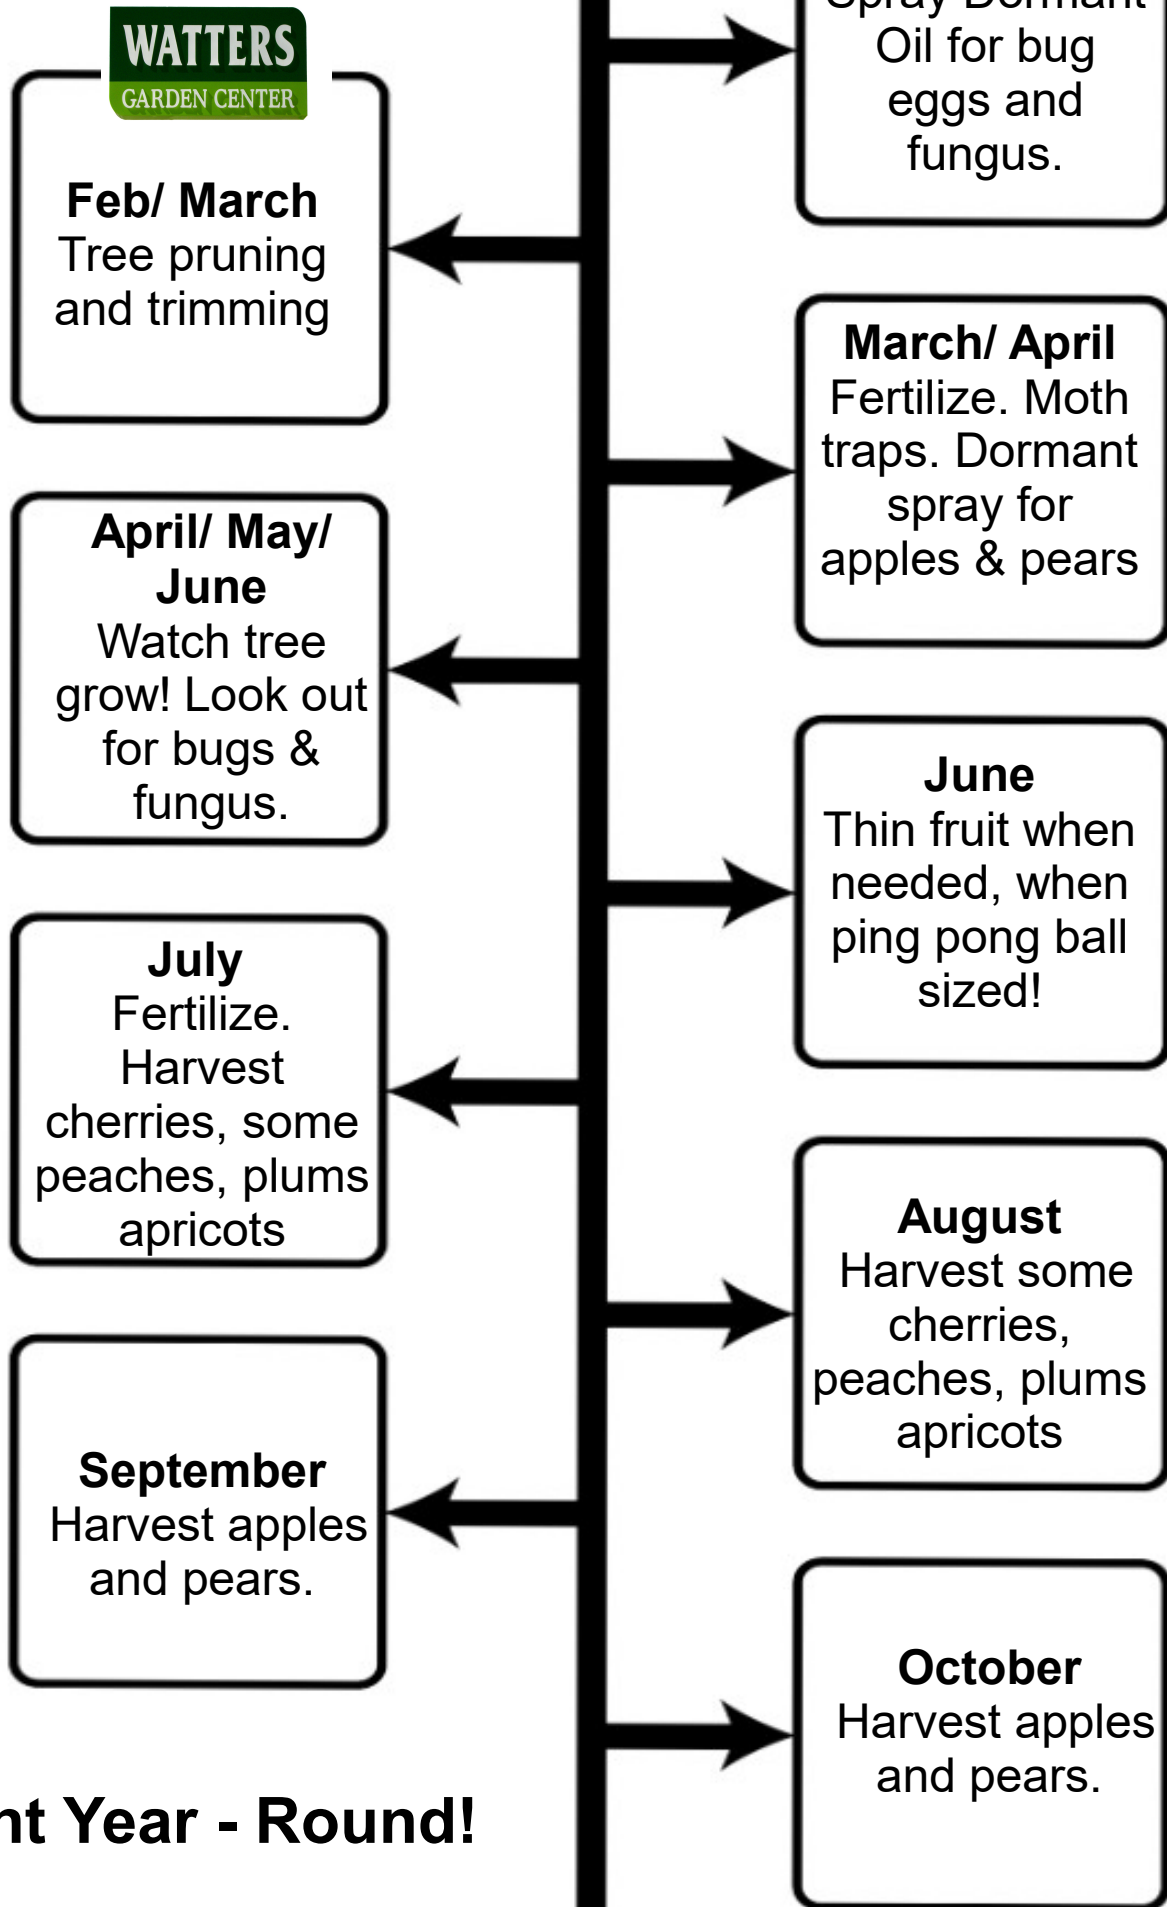 WATTERS
GARDEN CENTER
Spray Dormant
Oil for bug
eggs and
fungus.
Feb/ March
Tree pruning
and trimming
March/ April
Fertilize. Moth
traps. Dormant
spray for
apples & pears
April/ May/
June
Watch tree
grow! Look out
for bugs &
fungus.
June
Thin fruit when
needed, when
ping pong ball
sized!
July
Fertilize.
Harvest
cherries, some
peaches, plums
apricots
August
Harvest some
cherries,
peaches, plums
apricots
September
Harvest apples
and pears.
October
Harvest apples
and pears.
nt Year - Round!